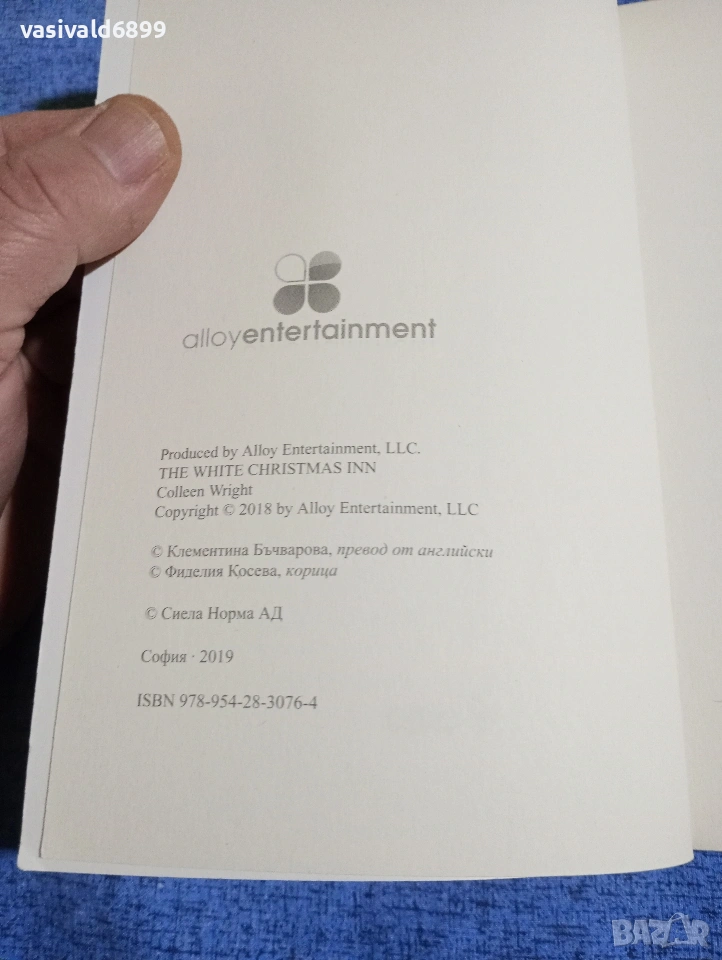 vasivald6899
alloyentertainment
Produced by Alloy Entertainment, LLC.
THE WHITE CHRISTMAS INN
Colleen Wright
Copyright © 2018 by Alloy Entertainment, LLC
© Клементина Бъчварова, превод от английски
© Фиделия Косева, корица
© Сиела Норма АД
София · 2019
ISBN 978-954-28-3076-4
BAZAR